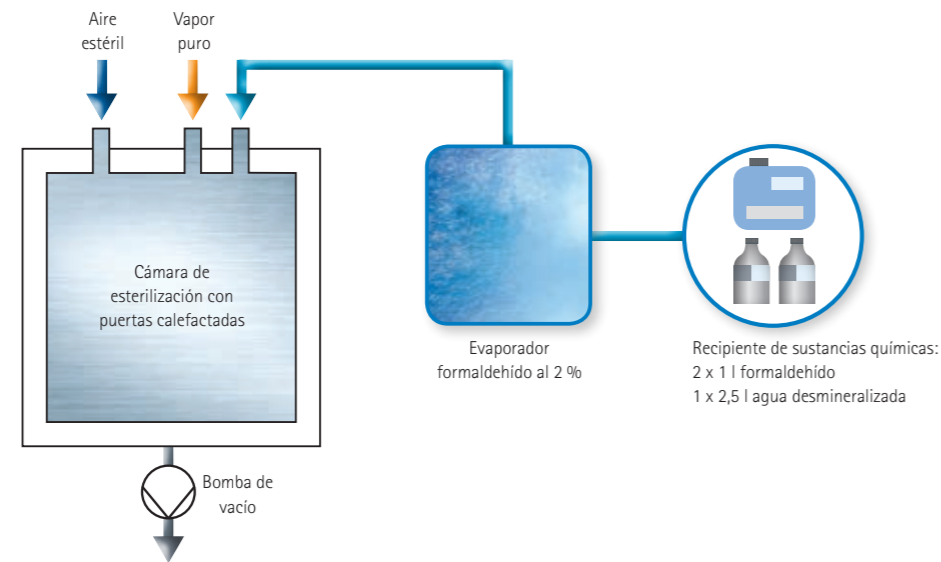 Aire
estéril
Vapor
puro
Cámara de
esterilización con
puertas calefactadas
Evaporador
formaldehído al 2 %
Recipiente de sustancias químicas:
2 x 1 l formaldehído
1 x 2,5 l agua desmineralizada
Bomba de
vacío